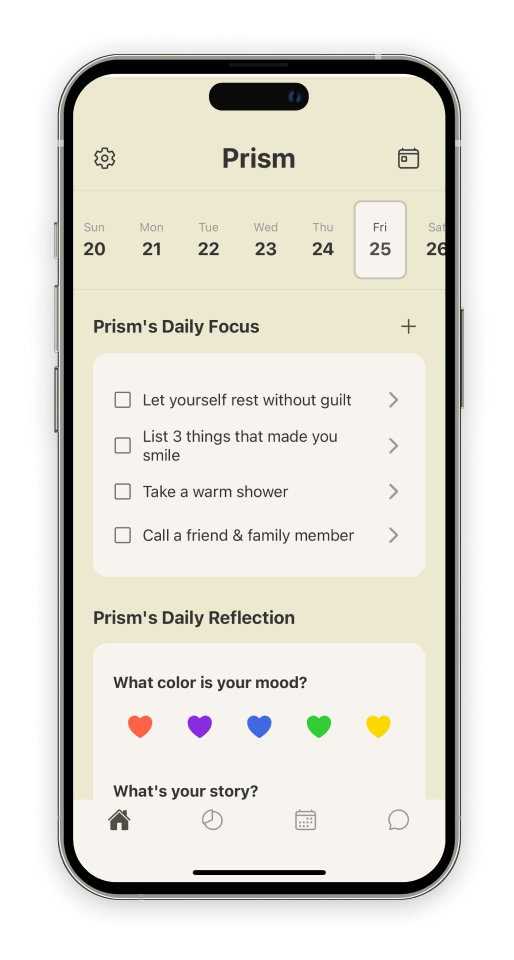 Prism
Sun Mon Tue Wed Thu Fri Sat
20 21 22 23 24 25 26
Prism's Daily Focus
Let yourself rest without guilt
List 3 things that made you
smile
Take a warm shower
Call a friend & family member
Prism's Daily Reflection
What color is your mood?
What's your story?